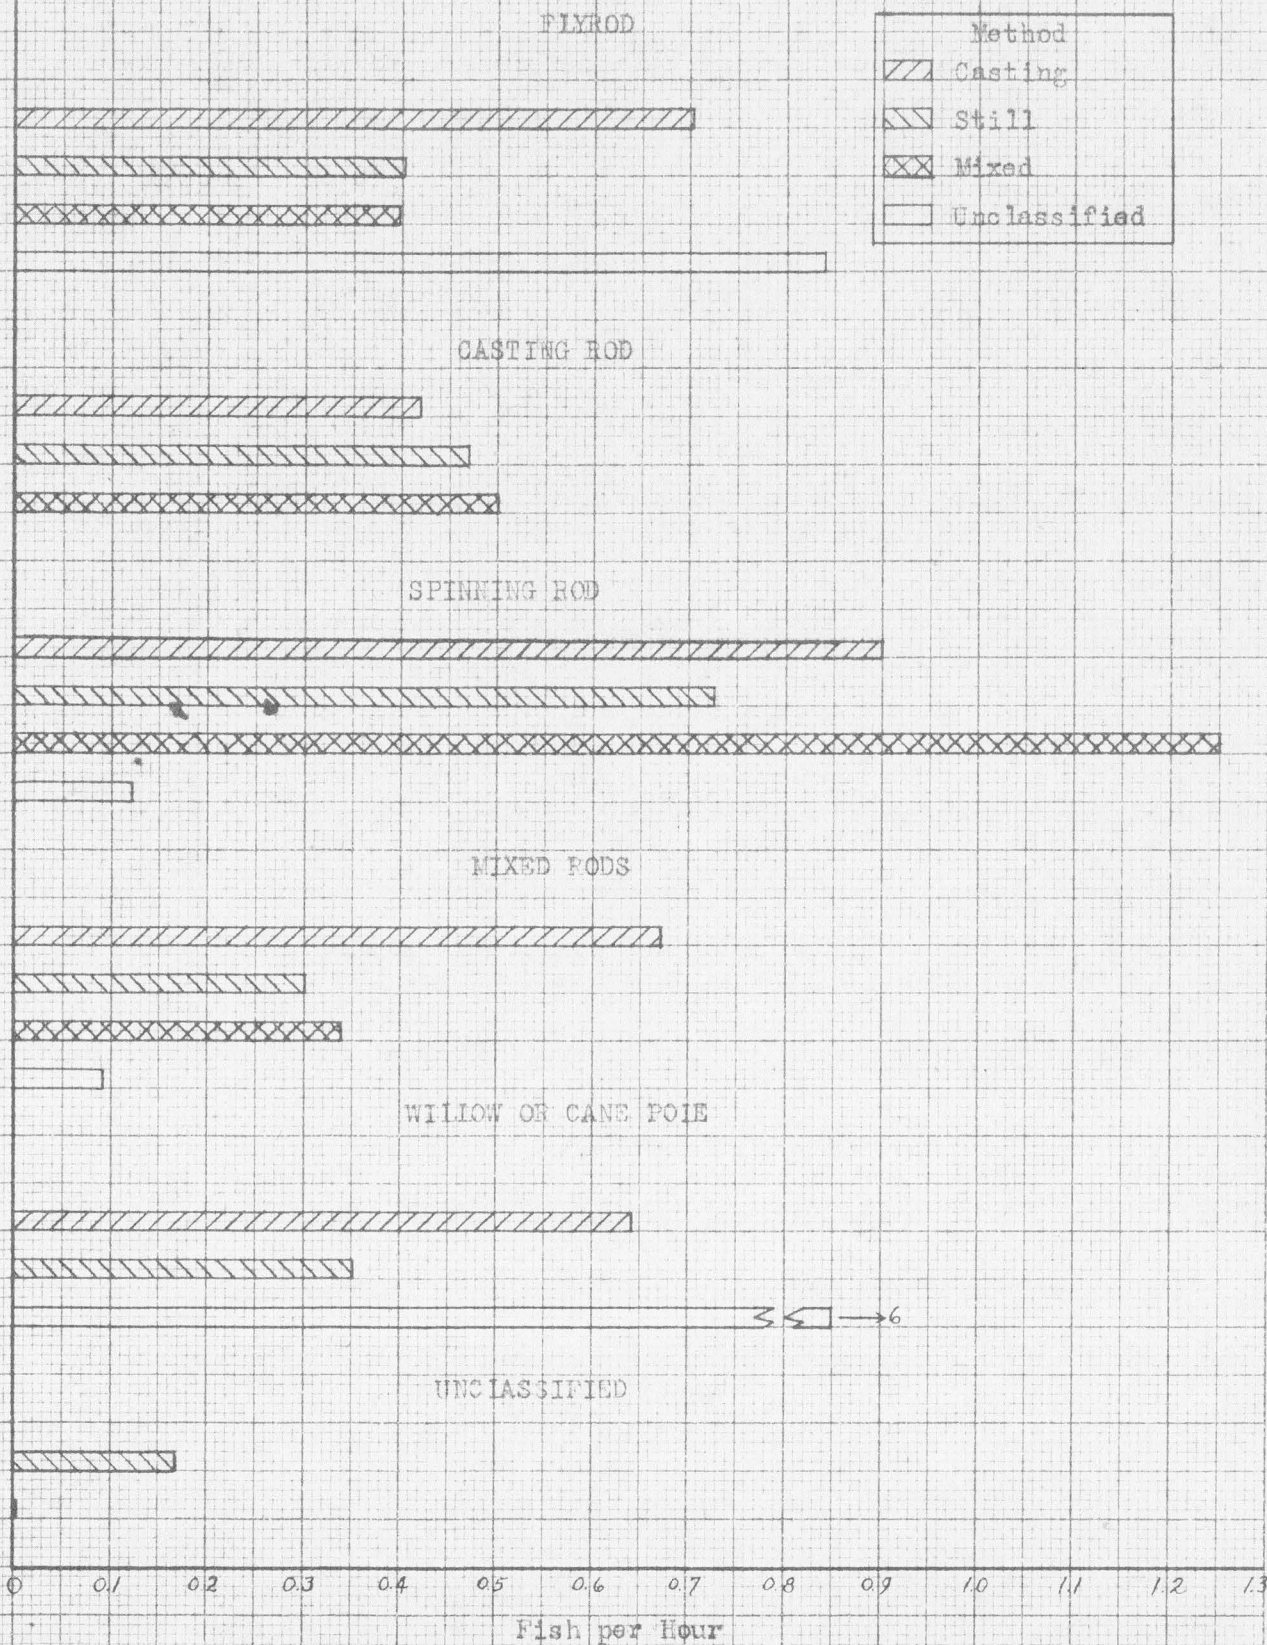 FLYROD
Method
Casting
Still
Mixed
Unclassified
CASTING ROD
SPINNING ROD
MIXED RODS
WILLOW OR CANE POLE
6
UNCLASSIFIED
0 0.1 0.2 0.3 0.4 0.5 0.6 0.7 0.8 0.9 1.0 1.1 1.2 1.3
Fish per Hour